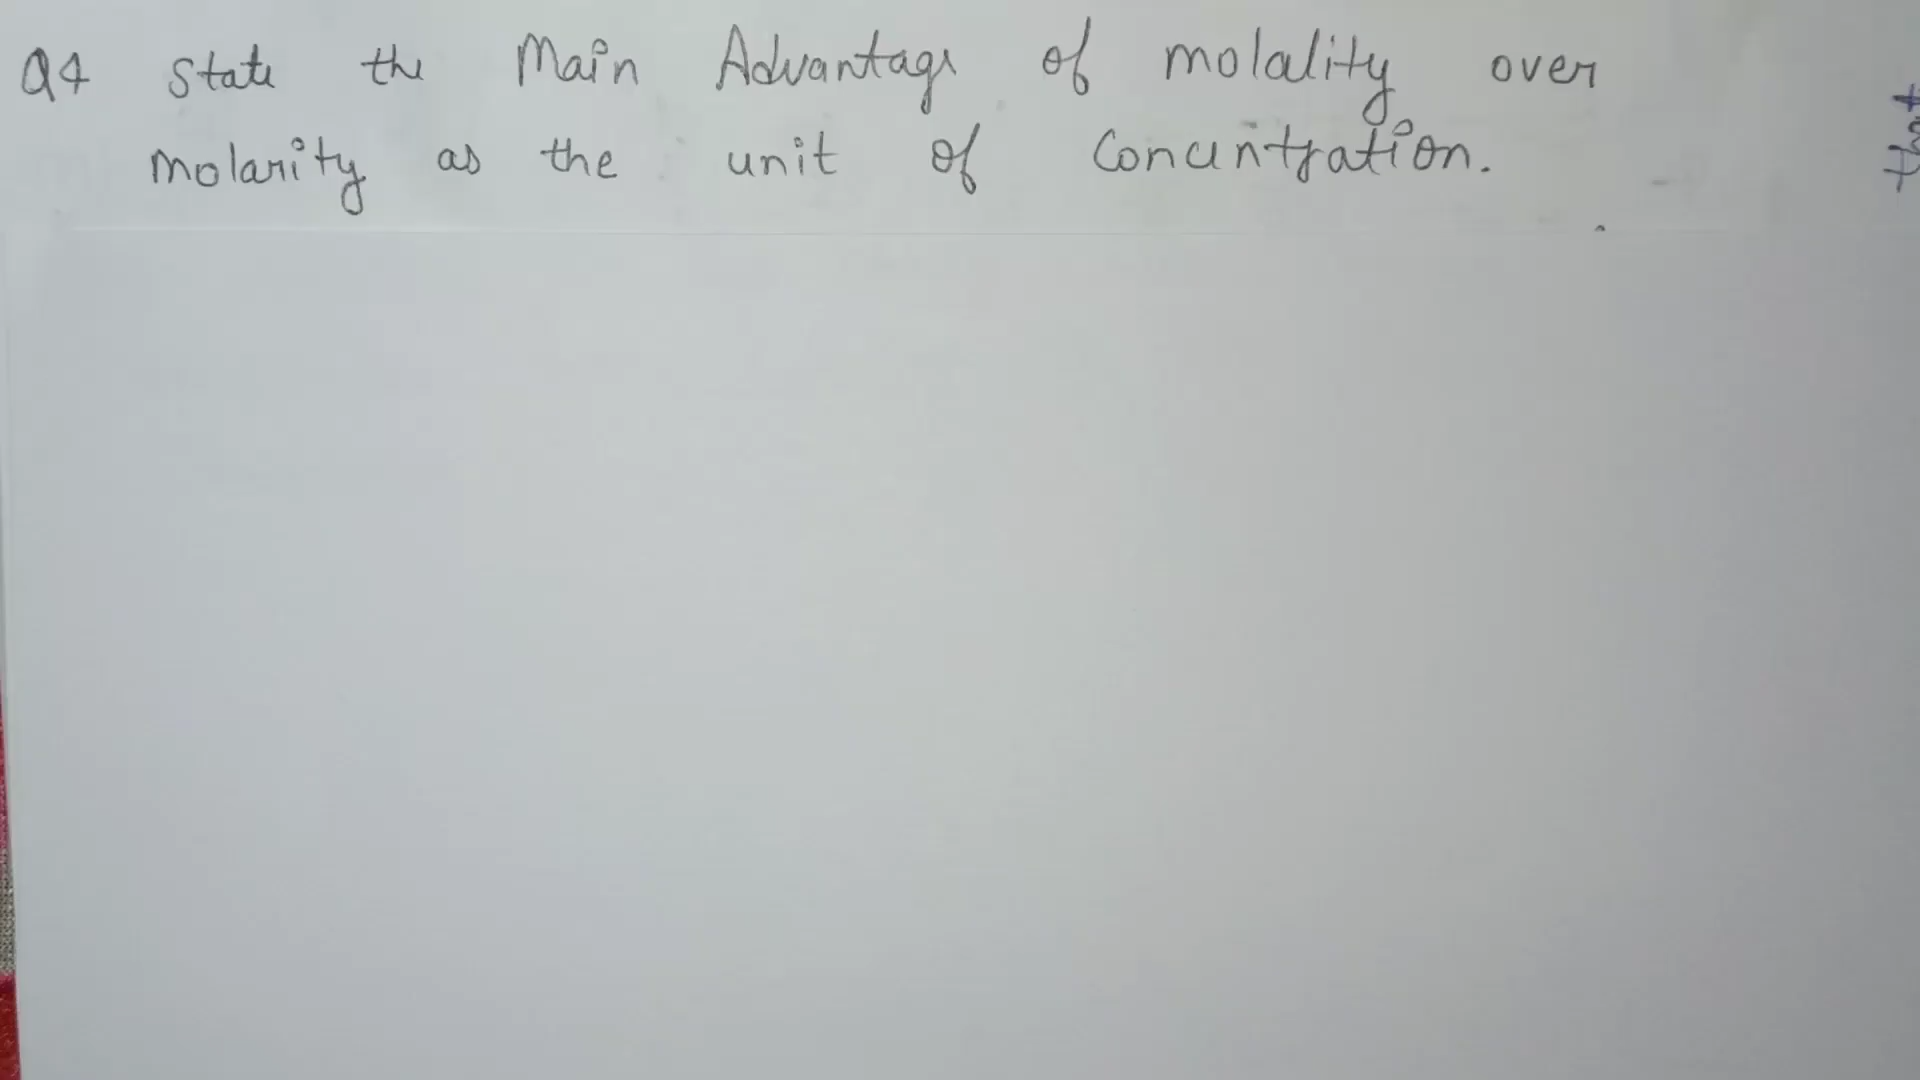 Q4 State the Main Advantage of molality over
molarity as the unit of Concentration.